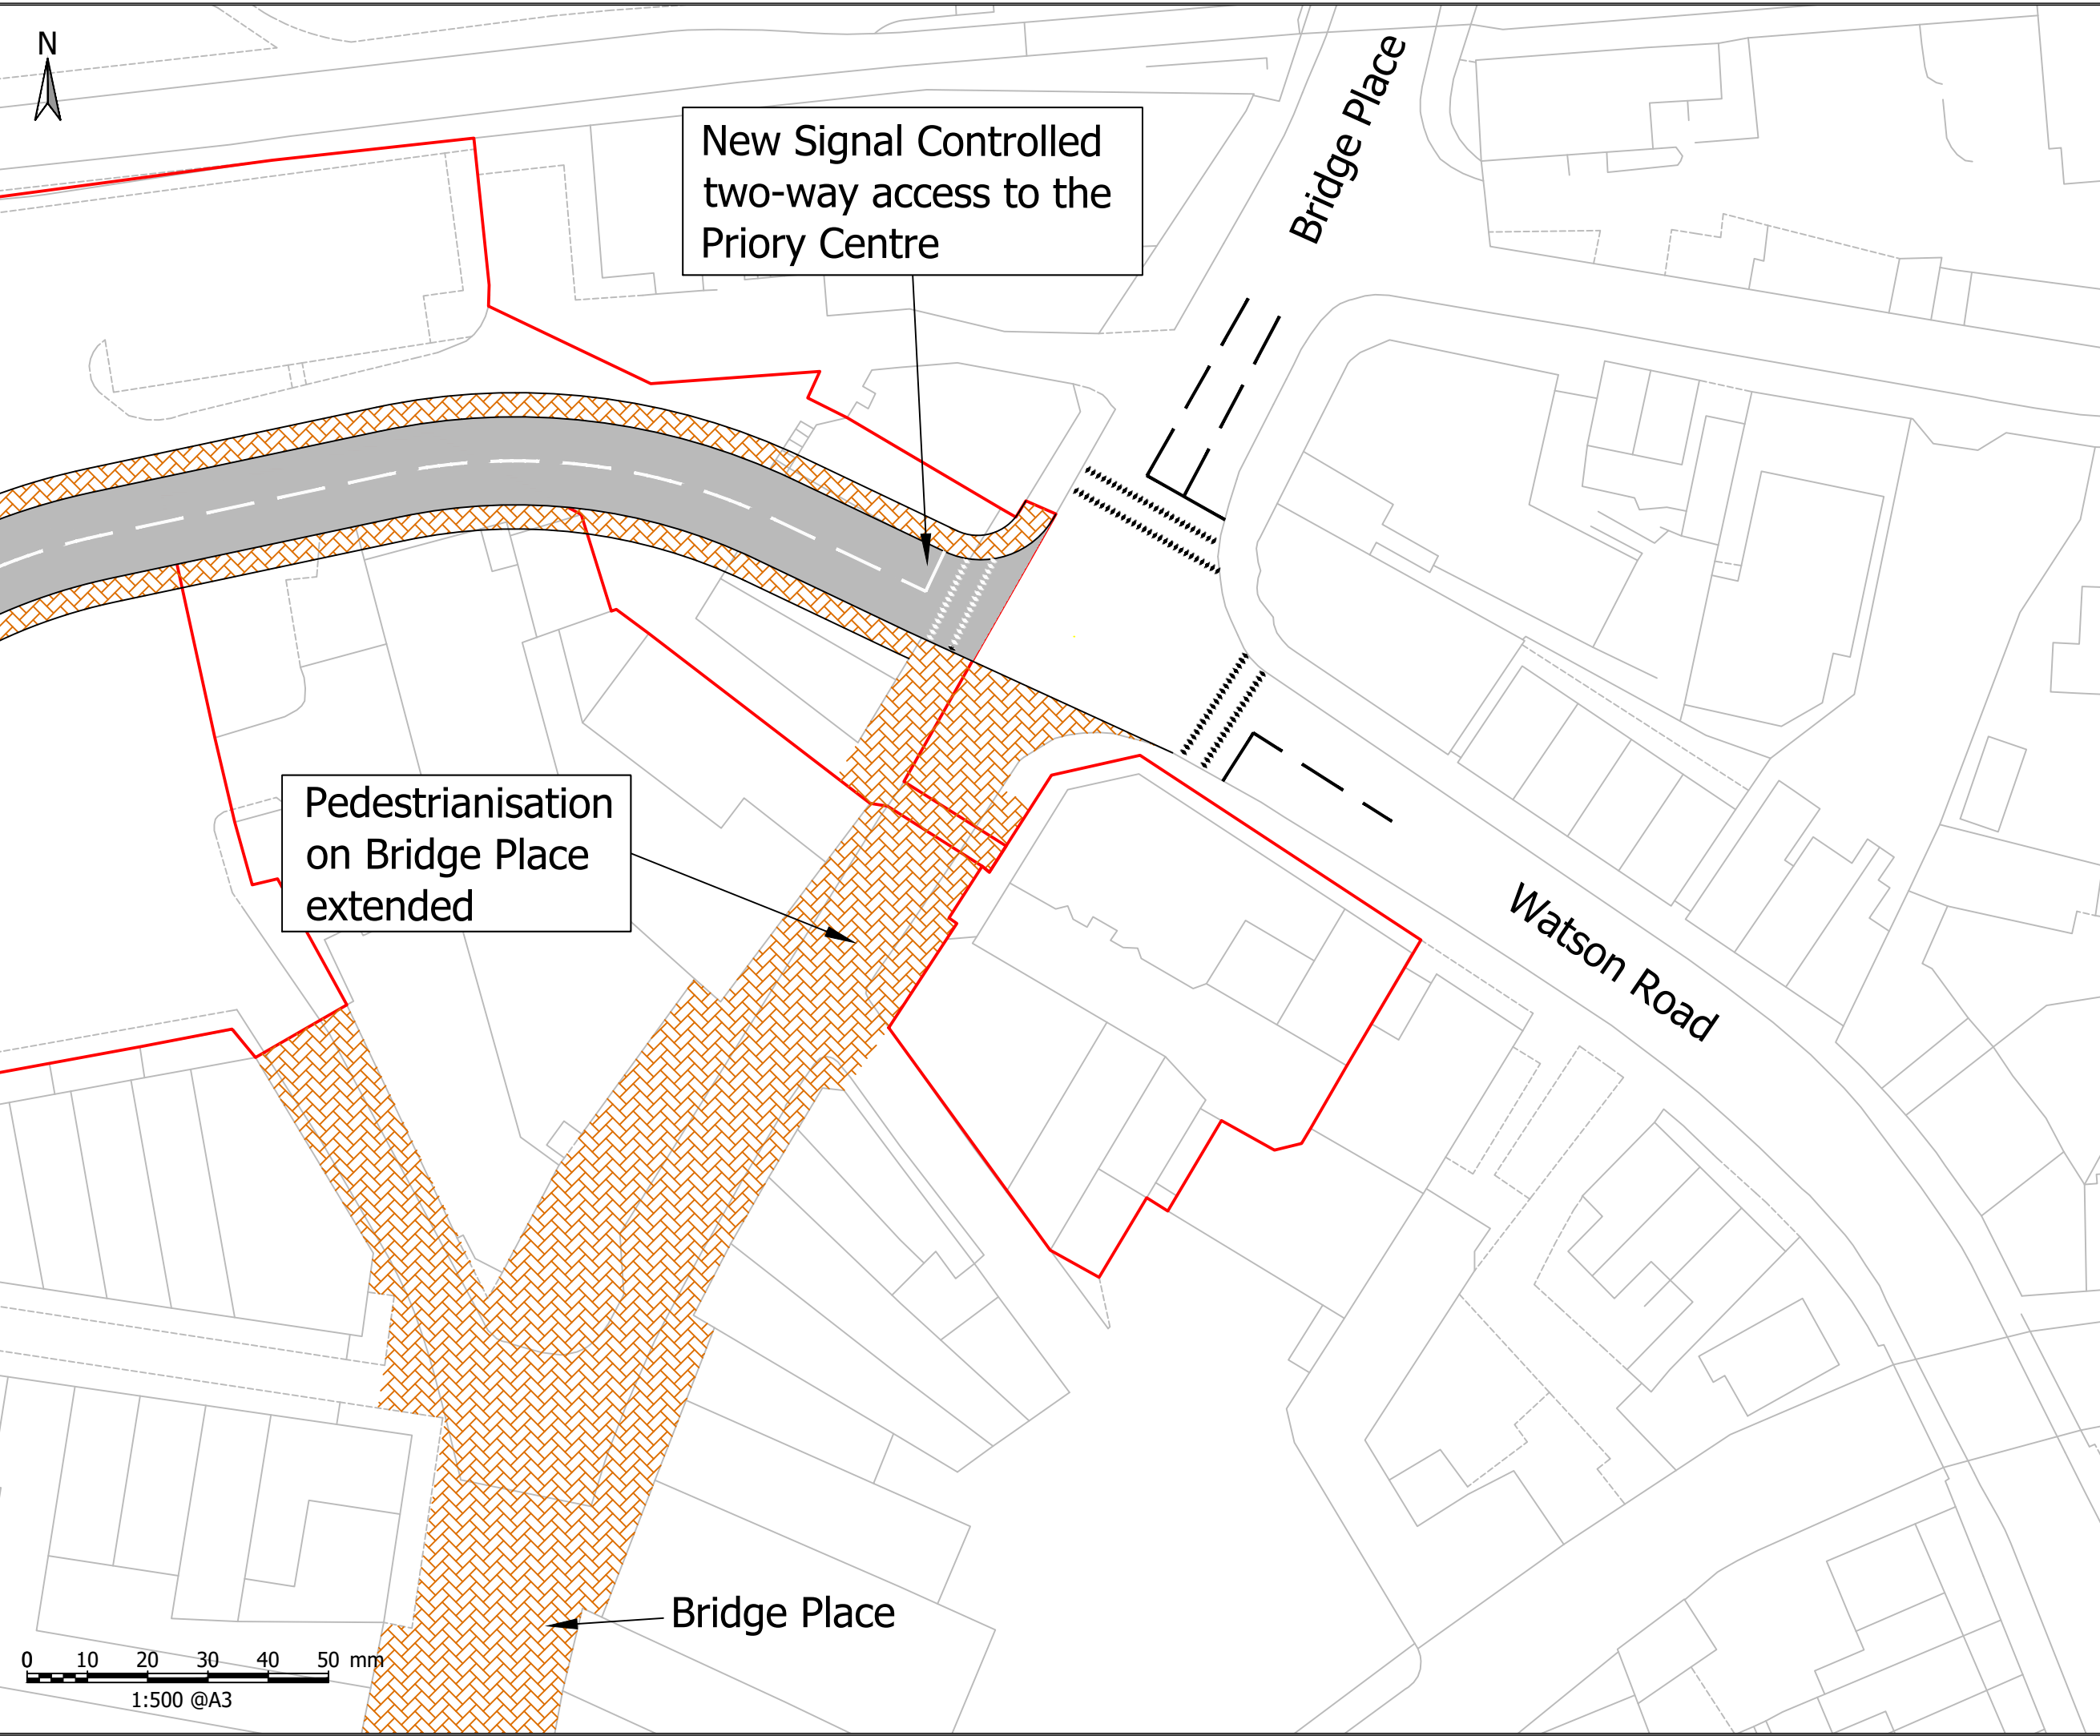 N
Bridge Place
New Signal Controlled
two-way access to the
Priory Centre
Pedestrianisation
on Bridge Place
extended
Watson Road
Bridge Place
0 10 20 30 40 50 mm
1:500 @A3